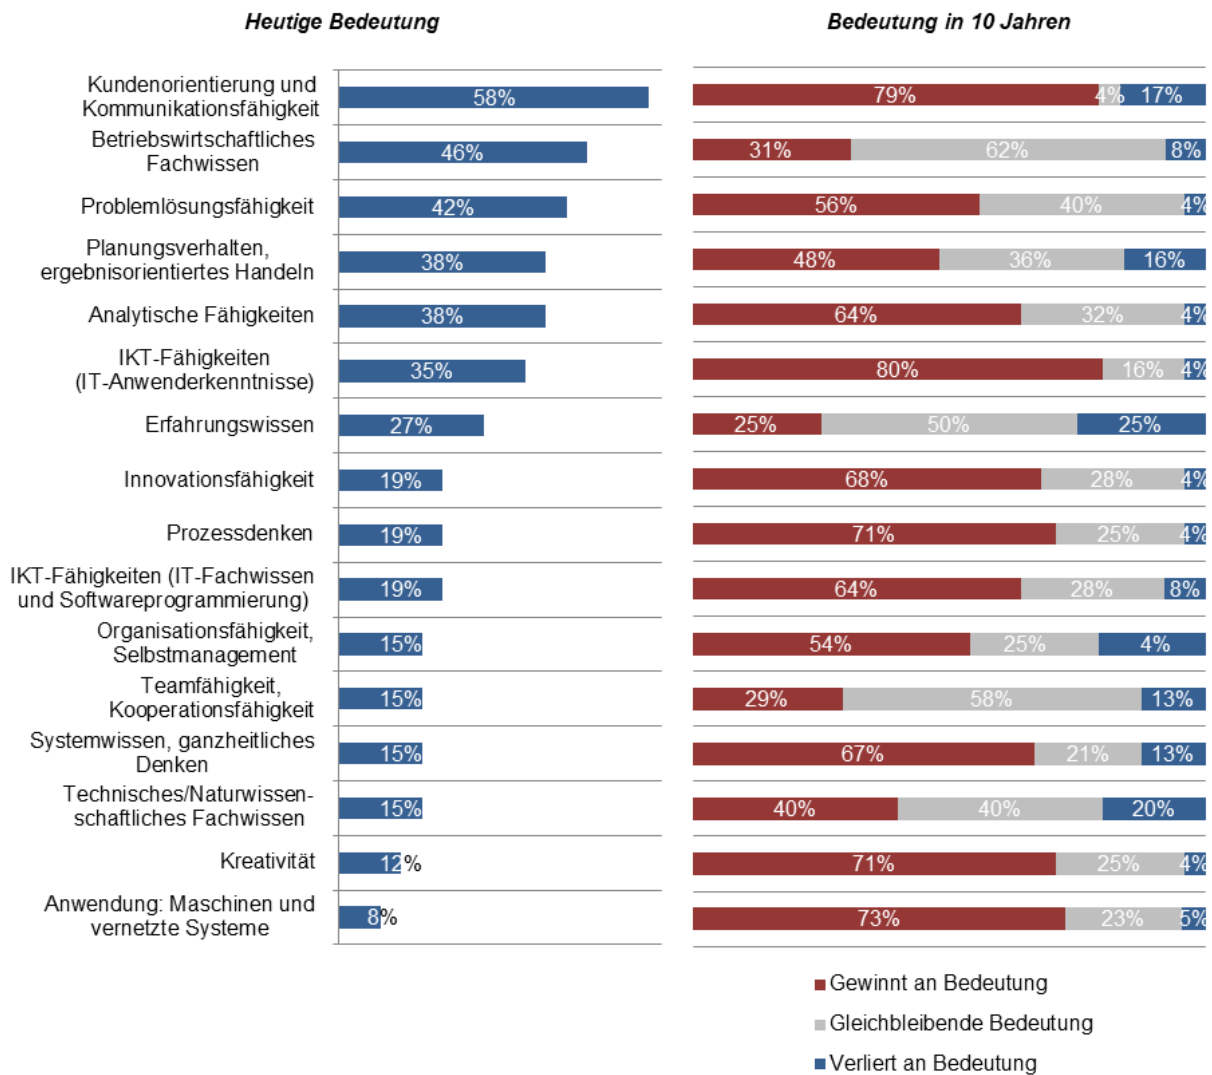 Heutige Bedeutung
Bedeutung in 10 Jahren
Kundenorientierung und
Kommunikationsfähigkeit
58%
79%
4%
17%
Betriebswirtschaftliches
Fachwissen
46%
31%
62%
8%
Problemlösungsfähigkeit
42%
56%
40%
4%
Planungsverhalten,
ergebnisorientiertes Handeln
38%
48%
36%
16%
Analytische Fähigkeiten
38%
64%
32%
4%
IKT-Fähigkeiten
(IT-Anwenderkenntnisse)
35%
80%
16%
4%
Erfahrungswissen
27%
25%
50%
25%
Innovationsfähigkeit
19%
68%
28%
4%
Prozessdenken
19%
71%
25%
4%
IKT-Fähigkeiten (IT-Fachwissen
und Softwareprogrammierung)
19%
64%
28%
8%
Organisationsfähigkeit,
Selbstmanagement
15%
54%
25%
4%
Teamfähigkeit,
Kooperationsfähigkeit
15%
29%
58%
13%
Systemwissen, ganzheitliches
Denken
15%
67%
21%
13%
Technisches/Naturwissen-
schaftliches Fachwissen
15%
40%
40%
20%
Kreativität
12%
71%
25%
4%
Anwendung: Maschinen und
vernetzte Systeme
8%
73%
23%
5%
Gewinnt an Bedeutung
Gleichbleibende Bedeutung
Verliert an Bedeutung